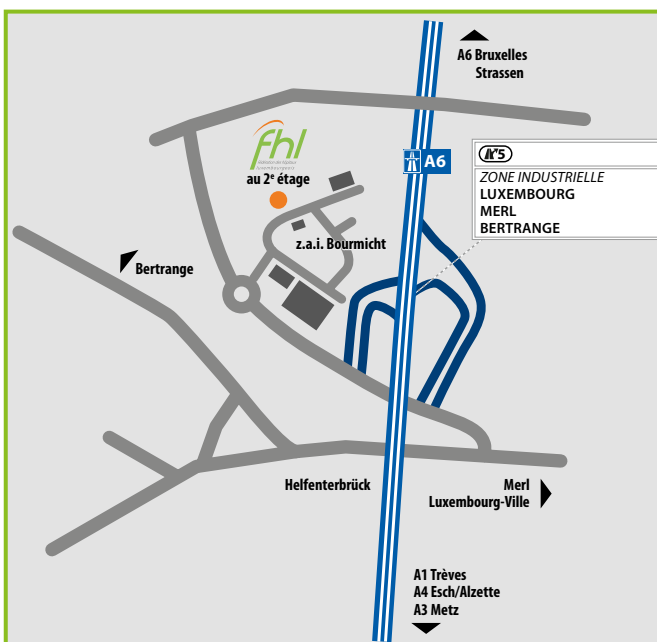 A6 Bruxelles
Strassen
fhl
au 2e étage
A6
5
ZONE INDUSTRIELLE
LUXEMBOURG
MERL
BERTRANGE
z.a.i. Bourmicht
Bertrange
Helfenterbrück
Merl
Luxembourg-Ville
A1 Trèves
A4 Esch/Alzette
A3 Metz